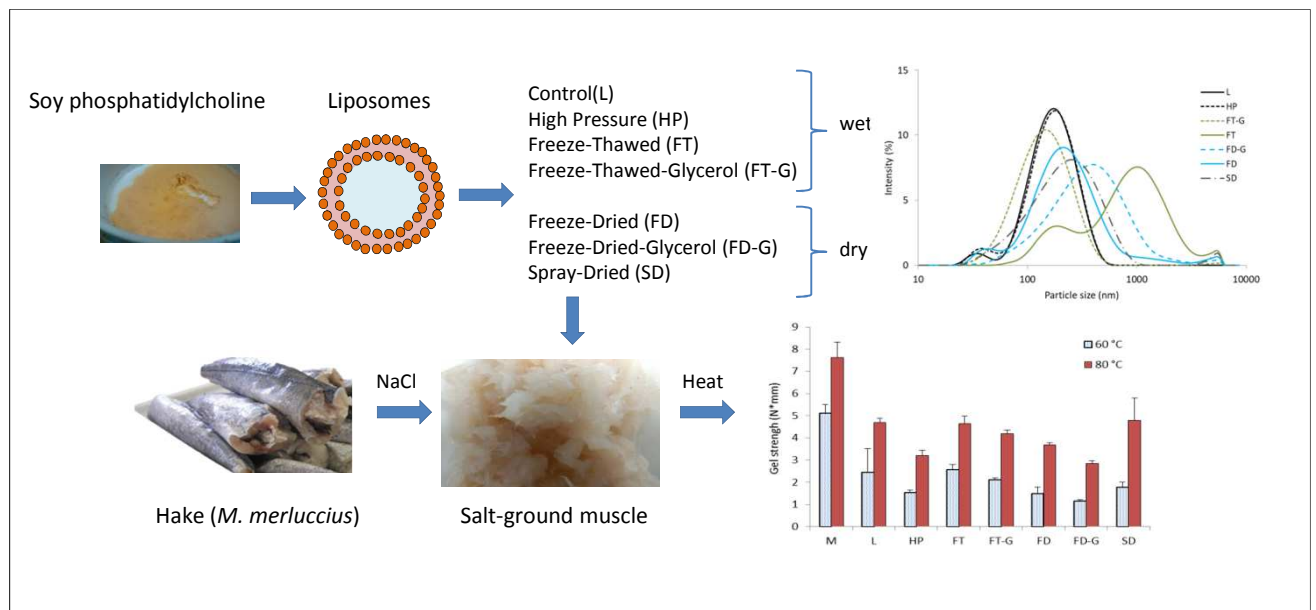 Soy phosphatidylcholine
Liposomes
Control(L)
High Pressure (HP)
Freeze-Thawed (FT)
Freeze-Thawed-Glycerol (FT-G)
wet
Freeze-Dried (FD)
Freeze-Dried-Glycerol (FD-G)
Spray-Dried (SD)
dry
15
10
5
0
Intensity (%)
10
100
1000
10000
Particle size (nm)
L
HP
FT-G
FT
FD-G
FD
SD
NaCl
Heat
Hake (M. merluccius)
Salt-ground muscle
9
8
7
6
5
4
3
2
1
0
Gel strengh (N*mm)
60 °C
80 °C
M
L
HP
FT
FT-G
FD
FD-G
SD